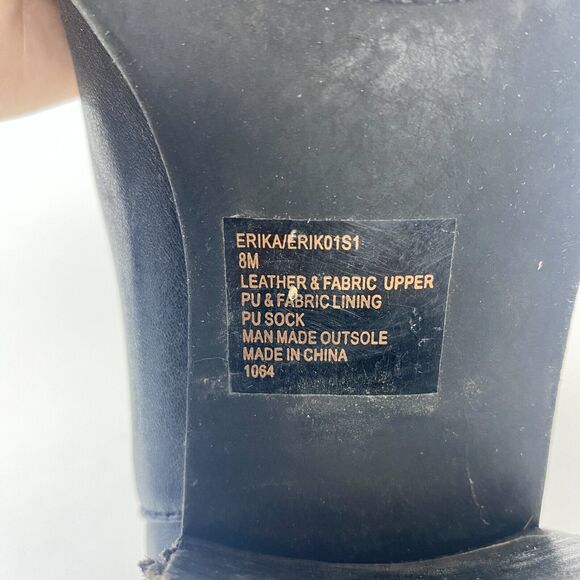 ERIKA/ERIK01S1
8M
LEATHER & FABRIC UPPER
PU & FABRIC LINING
PU SOCK
MAN MADE OUTSOLE
MADE IN CHINA
1064